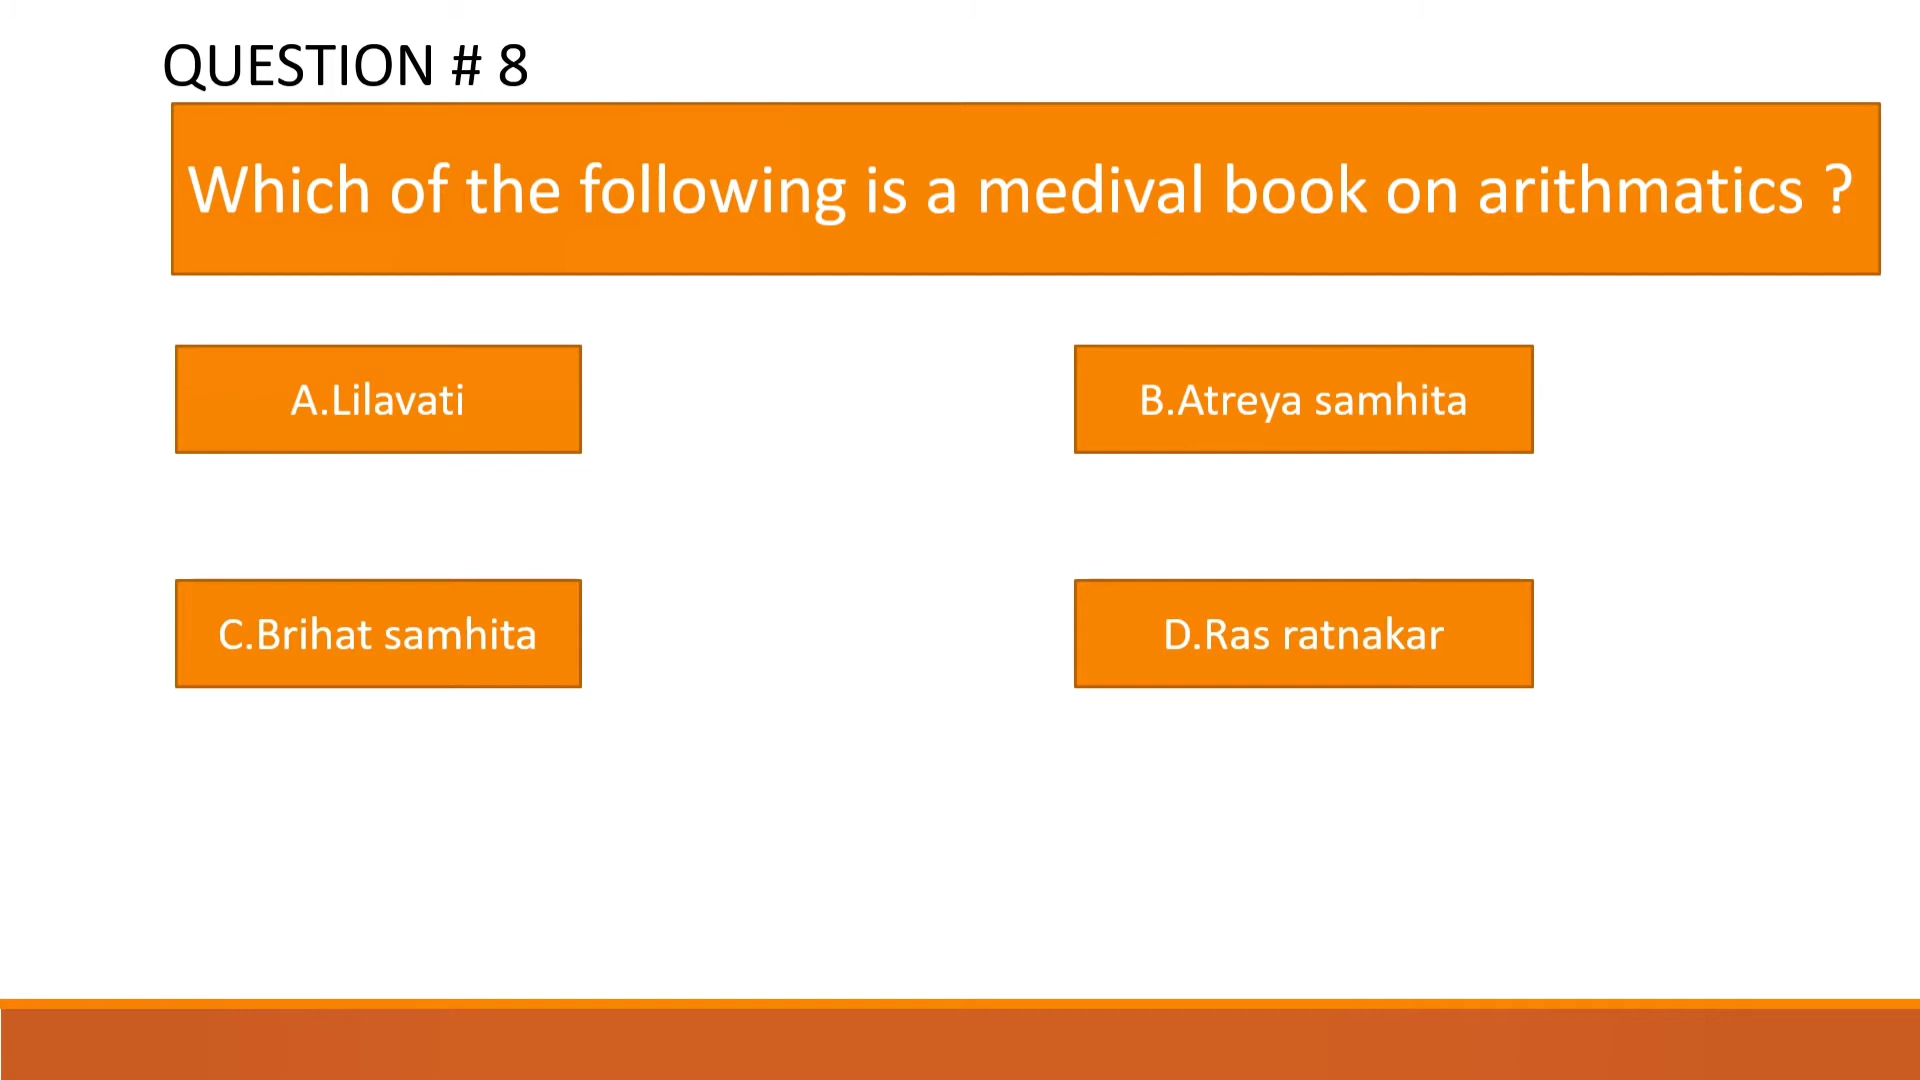 QUESTION # 8
Which of the following is a medival book on arithmatics ?
A.Lilavati
B.Atreya samhita
C.Brihat samhita
D.Ras ratnakar